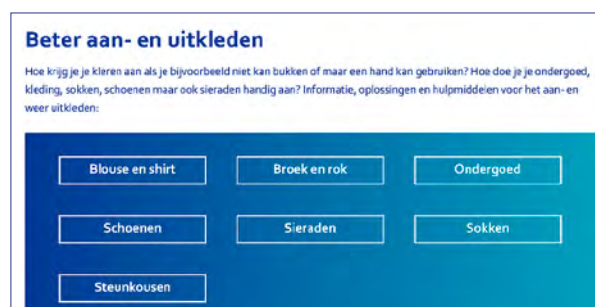 Beter aan- en uitkleden
Hoe krijg je je kleren aan als je bijvoorbeeld niet kan bukken of maar een hand kan gebruiken? Hoe doe je je ondergoed,
kleding, sokken, schoenen maar ook sieraden handig aan? Informatie, oplossingen en hulpmiddelen voor het aan- en
weer uitkleden:
Blouse en shirt
Broek en rok
Ondergoed
Schoenen
Sieraden
Sokken
Steunkousen